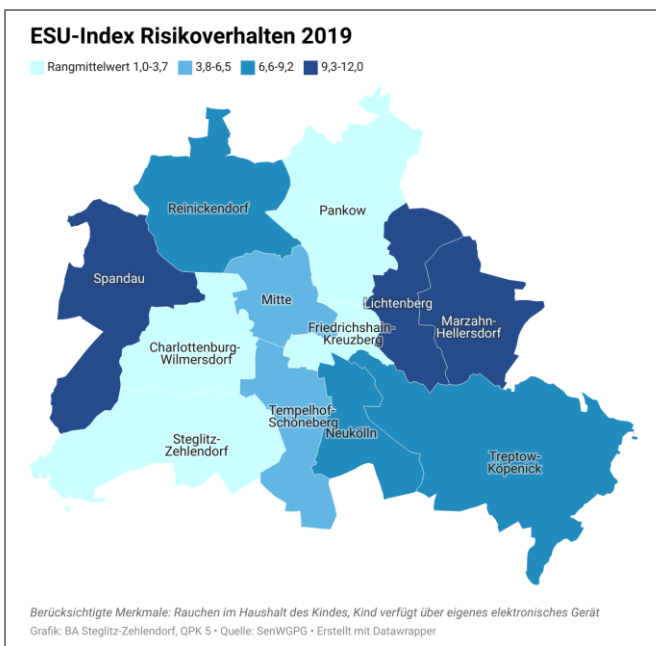 ESU-Index Risikoverhalten 2019
Rangmittelwert 1,0-3,7 3,8-6,5 6,6-9,2 9,3-12,0
Reinickendorf
Pankow
Spandau
Mitte
Lichtenberg
Marzahn-
Hellersdorf
Friedrichshain-
Kreuzberg
Charlottenburg-
Wilmersdorf
Tempelhof-
Schöneberg
Neukölln
Steglitz-
Zehlendorf
Treptow-
Köpenick
Berücksichtigte Merkmale: Rauchen im Haushalt des Kindes, Kind verfügt über eigenes elektronisches Gerät
Grafik: BA Steglitz-Zehlendorf, QPK 5 • Quelle: SenWGPG • Erstellt mit Datawrapper